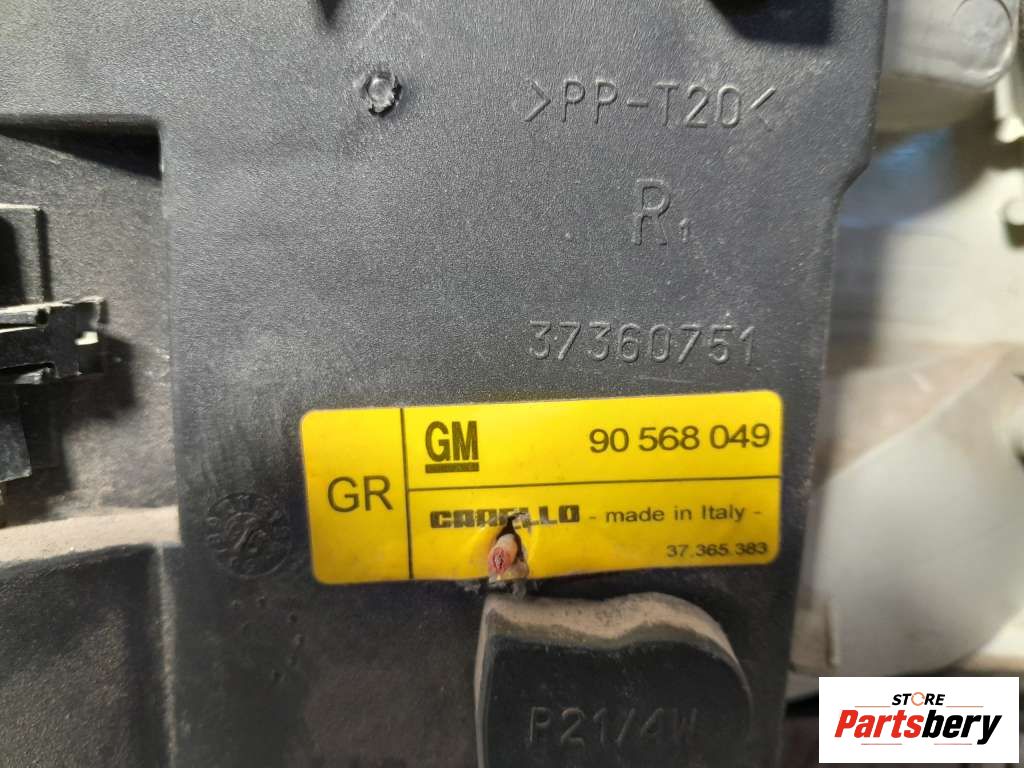 >PP-T20<
R1
37360751
GR
GM
90 568 049
CARELLO - made in Italy -
37.365.383
P21/4W
STORE
Partsbery